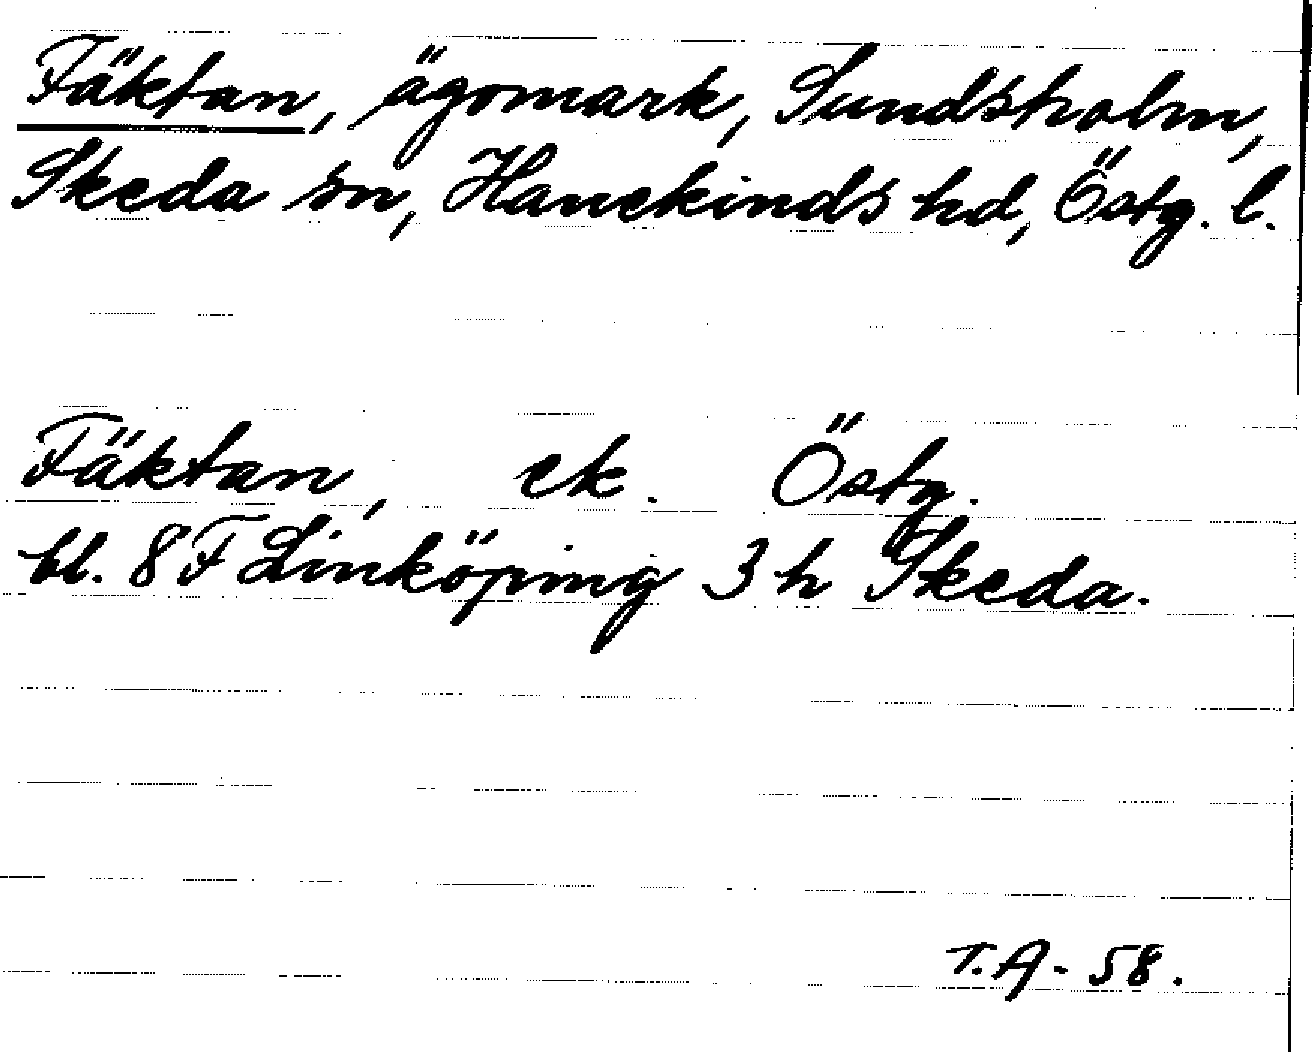 Fäktan, ägomark, Sundsholm,
Skeda sn, Hanekinds hd, Östg. l.
Fäktan, ek. Östg.
bl. 8 F Linköping 3 h Skeda.
T.A - 58.